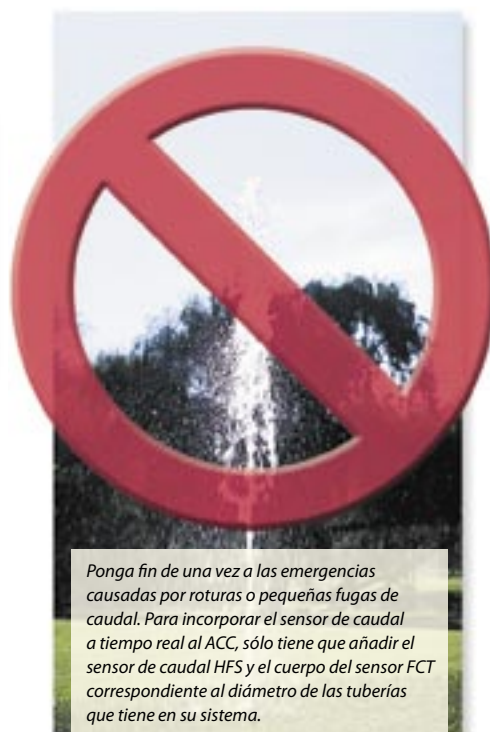 Ponga fin de una vez a las emergencias
causadas por roturas o pequeñas fugas de
caudal. Para incorporar el sensor de caudal
a tiempo real al ACC, sólo tiene que añadir el
sensor de caudal HFS y el cuerpo del sensor FCT
correspondiente al diámetro de las tuberías
que tiene en su sistema.